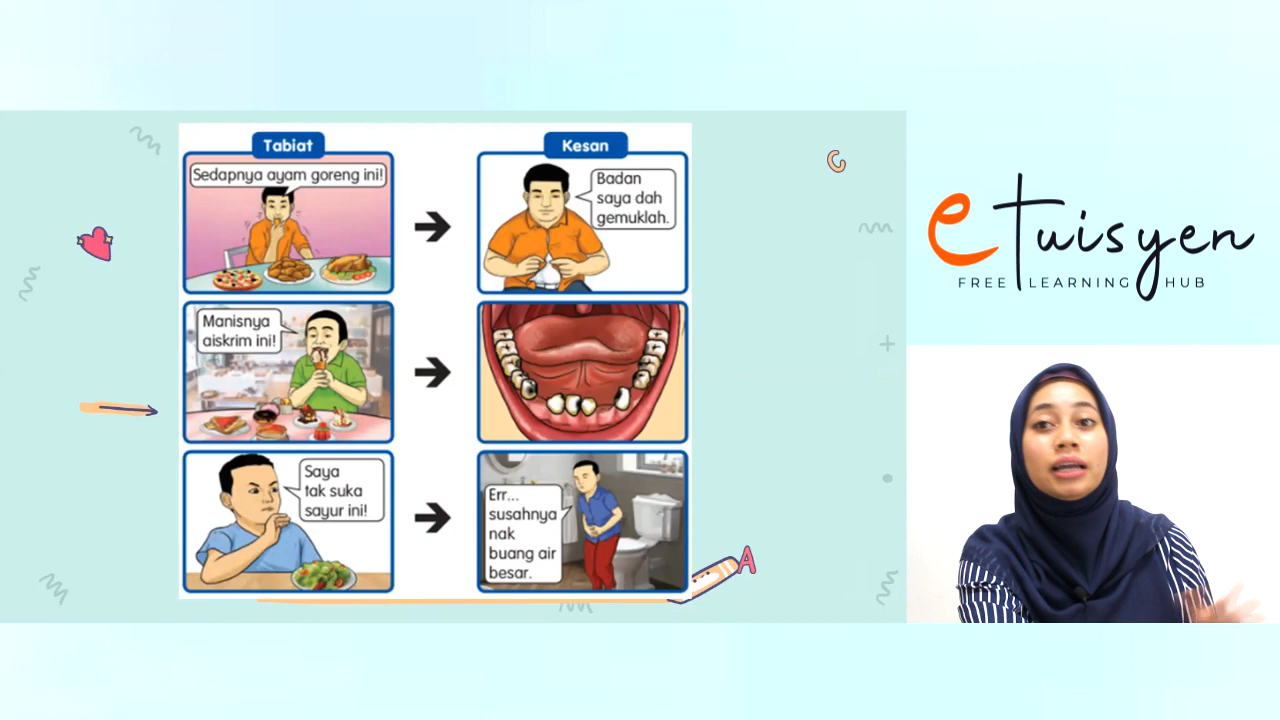 Tabiat
Kesan
Sedapnya ayam goreng ini!
Badan
saya dah
gemuklah.
Manisnya
aiskrim ini!
Saya
tak suka
sayur ini!
Err...
susahnya
nak
buang air
besar.
A
eTuisyen
FREE LEARNING HUB